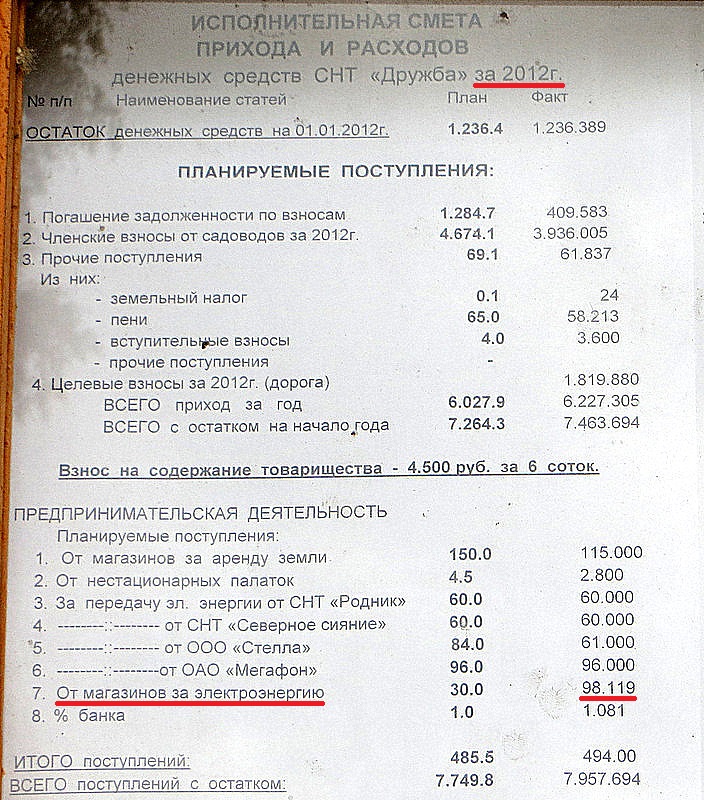 ИСПОЛНИТЕЛЬНАЯ СМЕТА
ПРИХОДА И РАСХОДОВ
денежных средств СНТ «Дружба» за 2012г.
№ п/п Наименование статей План Факт
ОСТАТОК денежных средств на 01.01.2012г. 1.236.4 1.236.389
ПЛАНИРУЕМЫЕ ПОСТУПЛЕНИЯ:
1. Погашение задолженности по взносам 1.284.7 409.583
2. Членские взносы от садоводов за 2012г. 4.674.1 3.936.005
3. Прочие поступления 69.1 61.837
Из них:
- земельный налог 0.1 24
- пени 65.0 58.213
- вступительные взносы 4.0 3.600
- прочие поступления -
4. Целевые взносы за 2012г. (дорога) 1.819.880
ВСЕГО приход за год 6.027.9 6.227.305
ВСЕГО с остатком на начало года 7.264.3 7.463.694
Взнос на содержание товарищества - 4.500 руб. за 6 соток.
ПРЕДПРИНИМАТЕЛЬСКАЯ ДЕЯТЕЛЬНОСТЬ
Планируемые поступления:
1. От магазинов за аренду земли 150.0 115.000
2. От нестационарных палаток 4.5 2.800
3. За передачу эл. энергии от СНТ «Родник» 60.0 60.000
4. --------::-------- от СНТ «Северное сияние» 60.0 60.000
5. --------::-------- от ООО «Стелла» 84.0 61.000
6. --------::--------от ОАО «Мегафон» 96.0 96.000
7. От магазинов за электроэнергию 30.0 98.119
8. % банка 1.0 1.081
ИТОГО поступлений: 485.5 494.00
ВСЕГО поступлений с остатком: 7.749.8 7.957.694